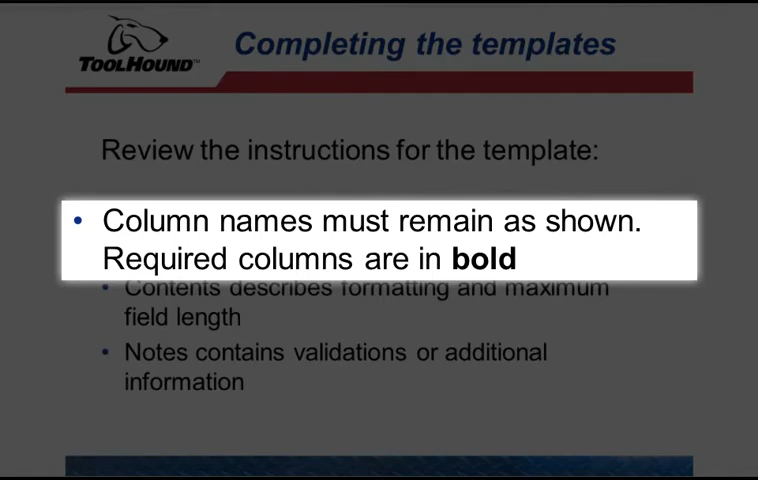 Completing the templates
TOOLHOUND™
Review the instructions for the template:
• Column names must remain as shown.
Required columns are in bold
• Contents describes formatting and maximum
field length
• Notes contains validations or additional
information